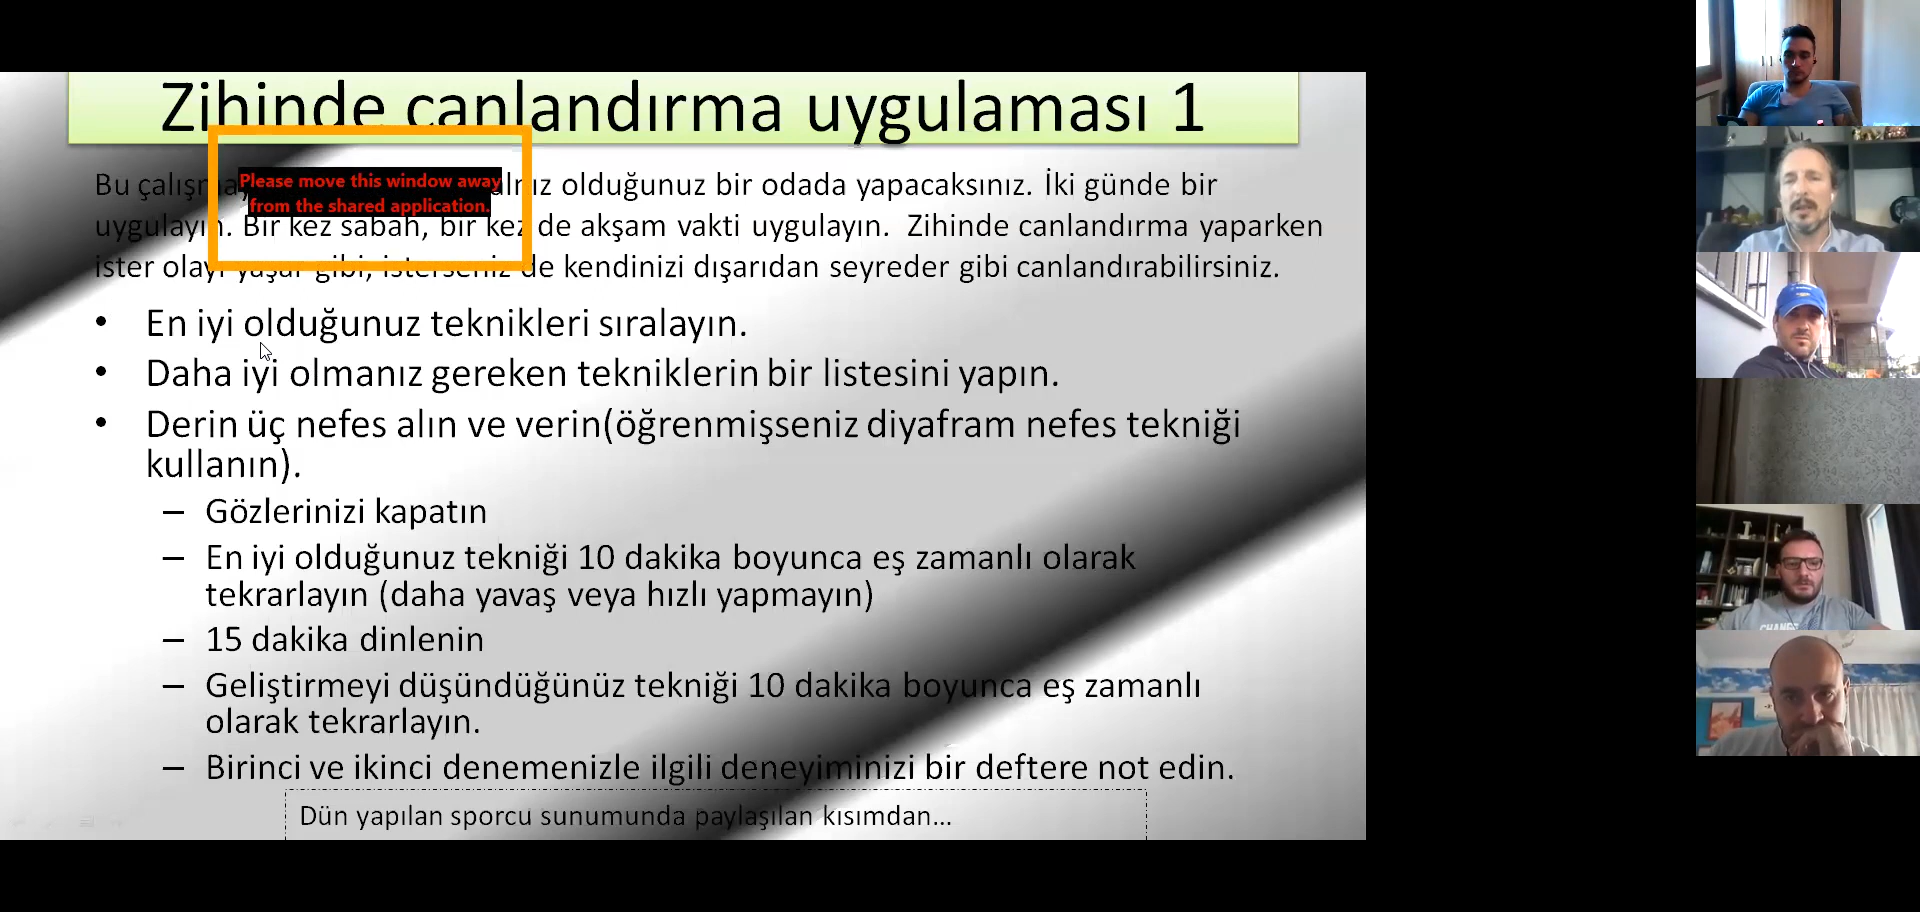 Zihinde canlandırma uygulaması 1
Bu çalışma olduğunuz bir odada yapacaksınız. İki günde bir
Please move this window away
from the shared application.
uygulayın. Bir kez sabah, bir kez de akşam vakti uygulayın. Zihinde canlandırma yaparken
ister olayı yaşar gibi, isterseniz de kendinizi dışarıdan seyreder gibi canlandırabilirsiniz.
• En iyi olduğunuz teknikleri sıralayın.
• Daha iyi olmanız gereken tekniklerin bir listesini yapın.
• Derin üç nefes alın ve verin(öğrenmişseniz diyafram nefes tekniği
kullanın).
– Gözlerinizi kapatın
– En iyi olduğunuz tekniği 10 dakika boyunca eş zamanlı olarak
tekrarlayın (daha yavaş veya hızlı yapmayın)
– 15 dakika dinlenin
– Geliştirmeyi düşündüğünüz tekniği 10 dakika boyunca eş zamanlı
olarak tekrarlayın.
– Birinci ve ikinci denemenizle ilgili deneyiminizi bir deftere not edin.
Dün yapılan sporcu sunumunda paylaşılan kısımdan...